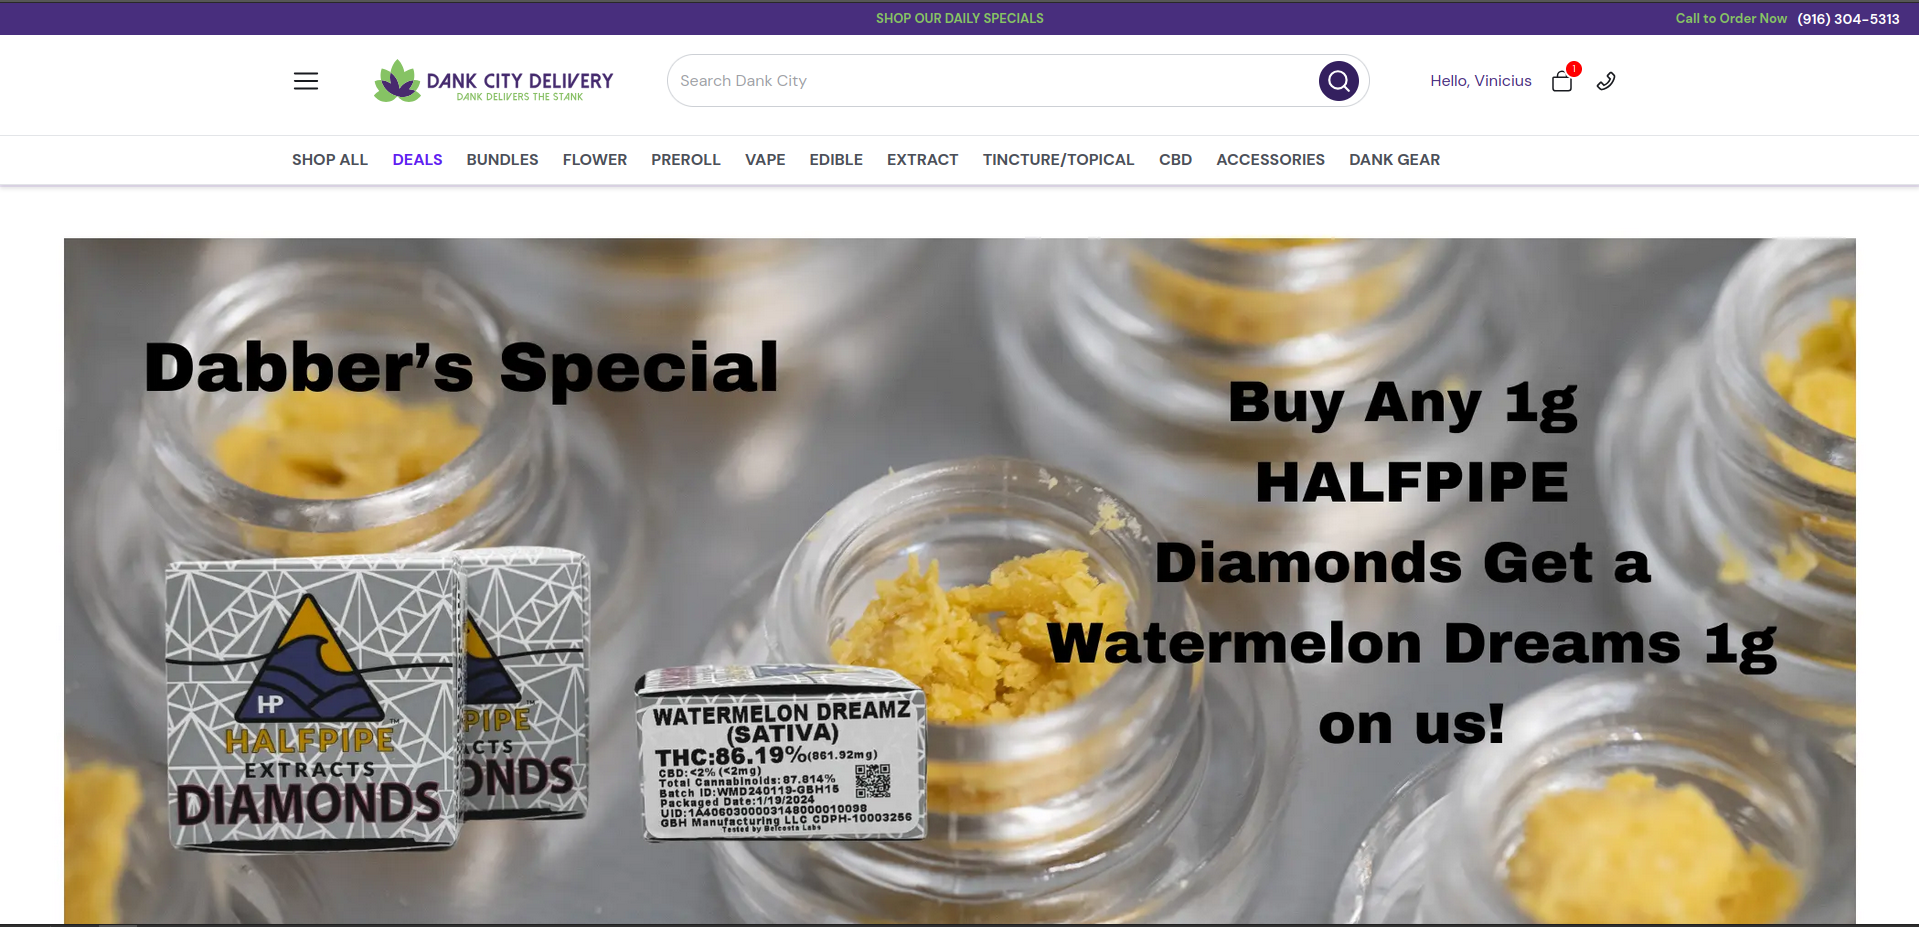 SHOP OUR DAILY SPECIALS
Call to Order Now (916) 304-5313
DANK CITY DELIVERY
DANK DELIVERS THE STANK
Search Dank City
Hello, Vinicius
1
SHOP ALL DEALS BUNDLES FLOWER PREROLL VAPE EDIBLE EXTRACT TINCTURE/TOPICAL CBD ACCESSORIES DANK GEAR
Dabber's Special
Buy Any 1g
HALFPIPE
Diamonds Get a
Watermelon Dreams 1g
on us!
HP
HALFPIPE
EXTRACTS
DIAMONDS
PIPE
ACTS
ONDS
WATERMELON DREAMZ
(SATIVA)
THC:86.19%(861.92mg)
CBD:<2% (<2mg)
Total Cannabinoids:87.814%
Batch ID:WMD240119-GBH15
Packaged Date:1/19/2024
UID:1A4060300003148000010098
GBH Manufacturing LLC CDPH-10003256
Tested by Belcosta Labs